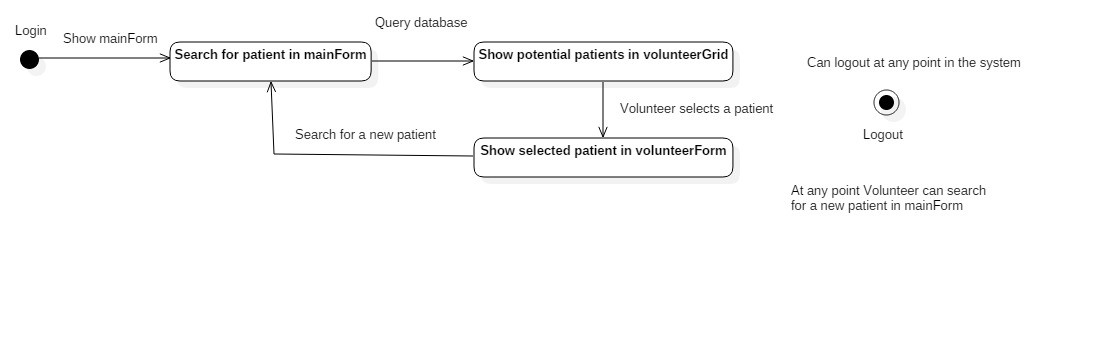 Login
Show mainForm
Search for patient in mainForm
Query database
Show potential patients in volunteerGrid
Can logout at any point in the system
Volunteer selects a patient
Logout
Search for a new patient
Show selected patient in volunteerForm
At any point Volunteer can search
for a new patient in mainForm